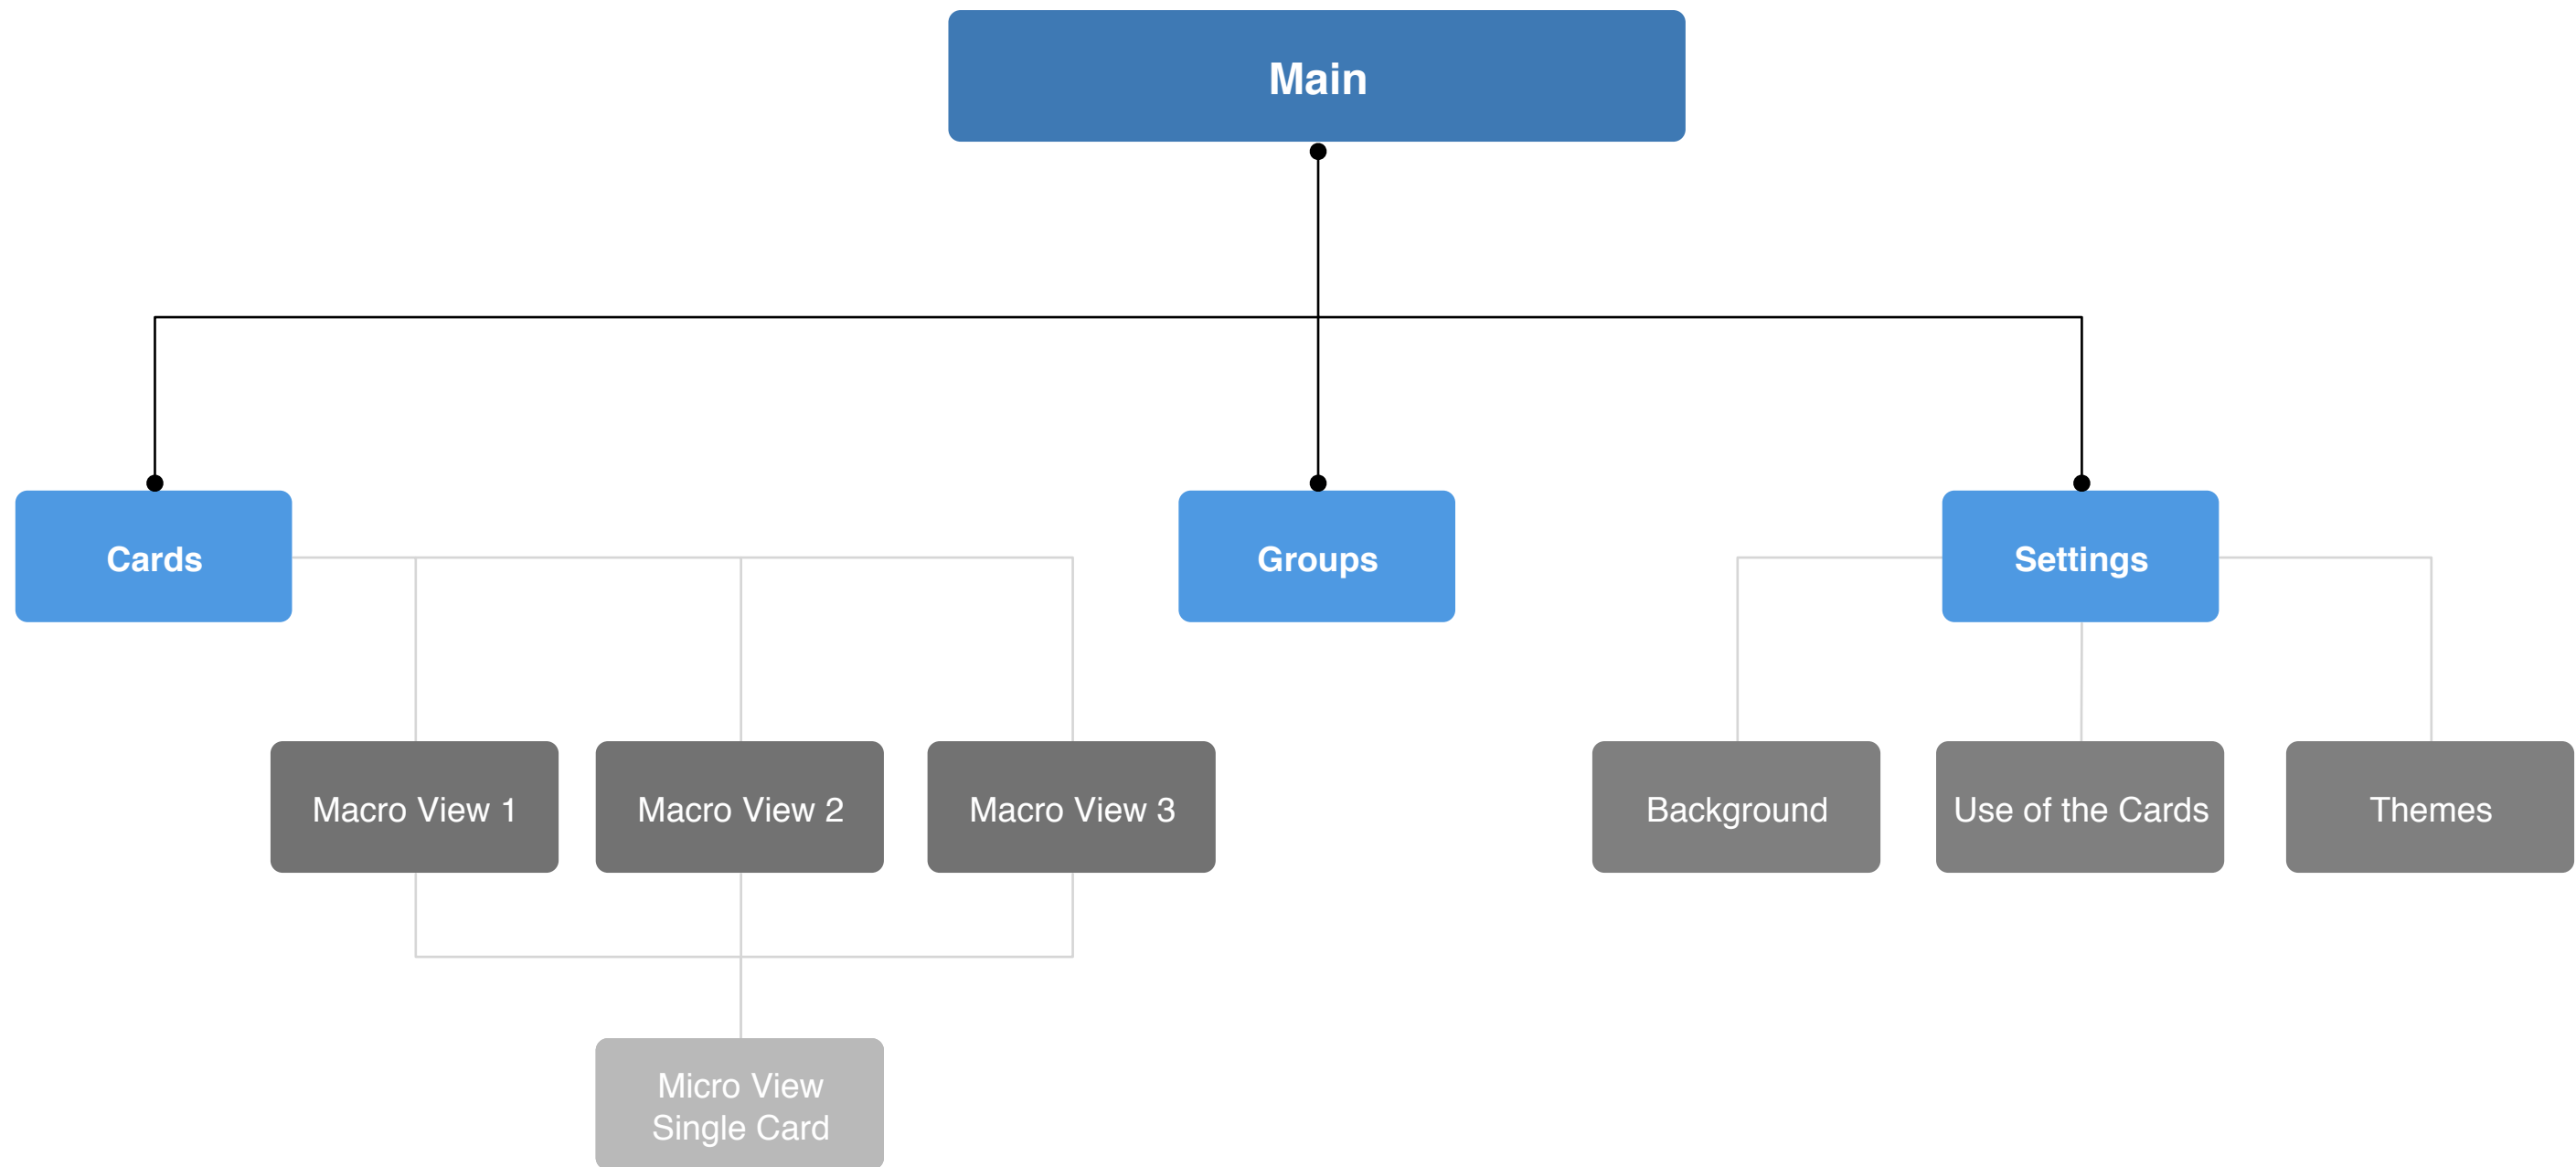 Main
Cards
Groups
Settings
Macro View 1
Macro View 2
Macro View 3
Background
Use of the Cards
Themes
Micro View
Single Card